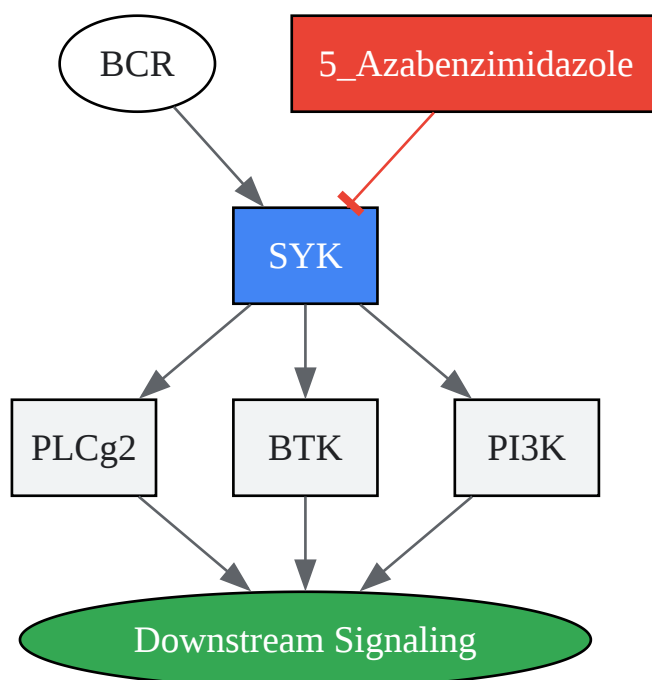 BCR
5_Azabenzimidazole
SYK
PLCg2
BTK
PI3K
Downstream Signaling